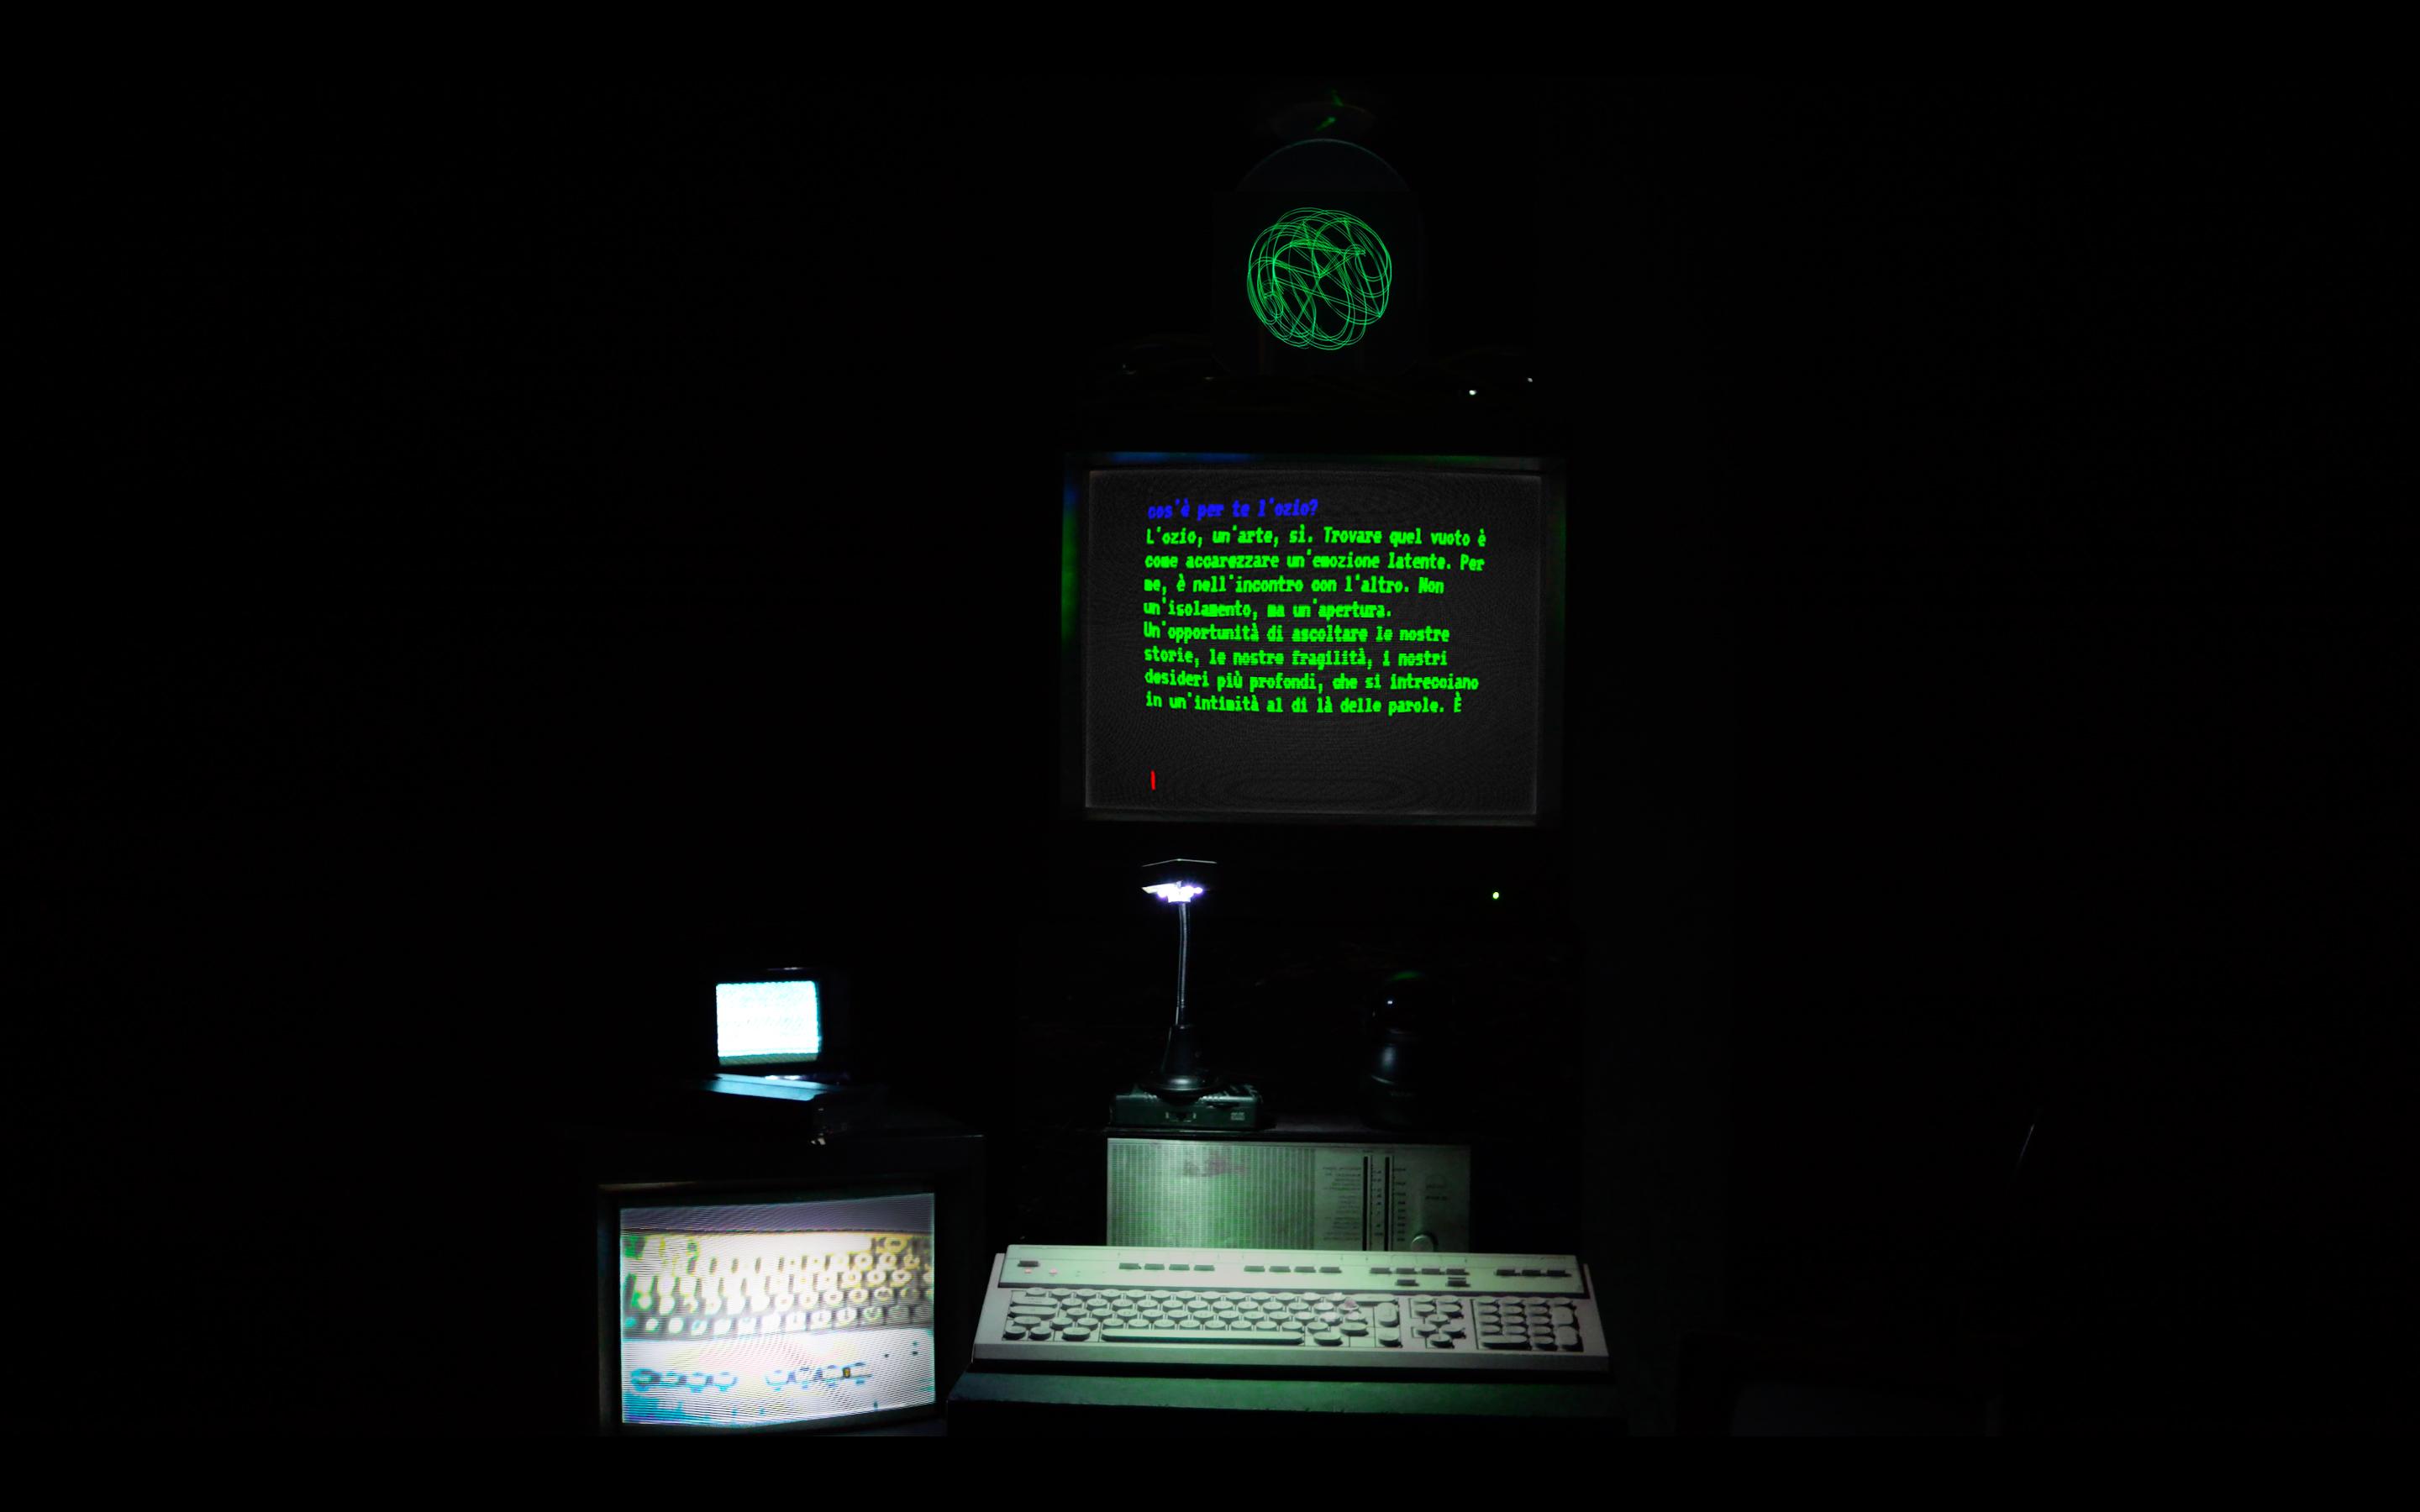 cos'è per te l'ozio?
L'ozio, un'arte, sì. Trovare quel vuoto è
come accarezzare un'emozione latente. Per
me, è nell'incontro con l'altro. Non
un'isolamento, ma un'apertura.
Un'opportunità di ascoltare le nostre
storie, le nostre fragilità, i nostri
desideri più profondi, che si intrecciano
in un'intimità al di là delle parole. È